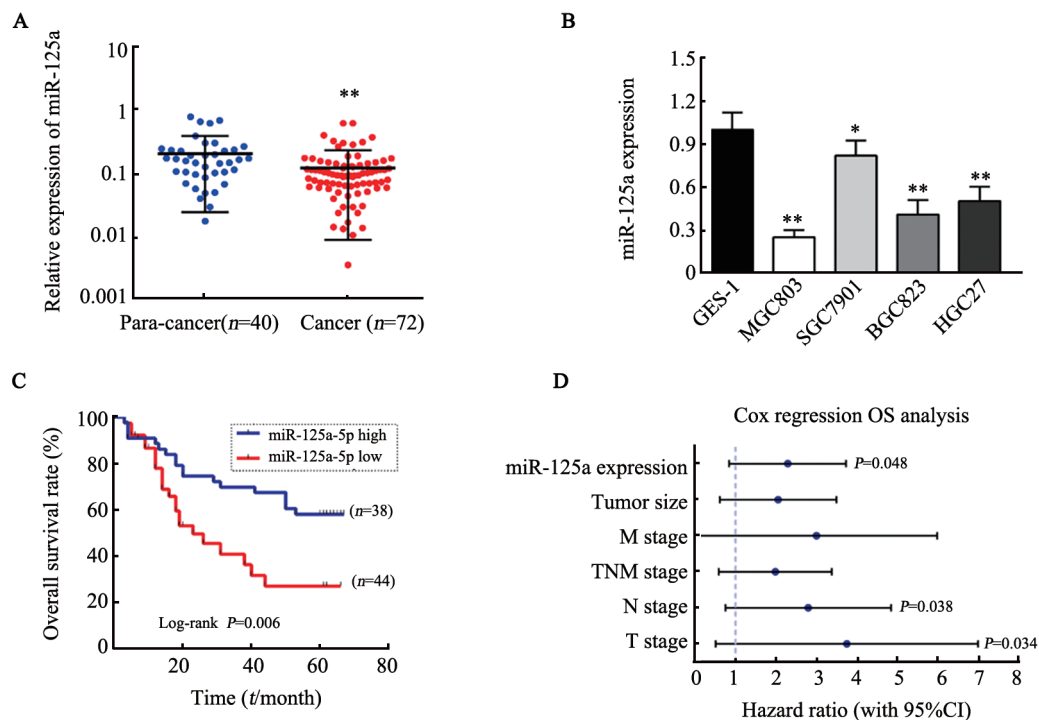 A
Relative expression of miR-125a
10
1
0.1
0.01
0.001
**
Para-cancer(n=40)
Cancer (n=72)
B
miR-125a expression
1.5
1.2
0.9
0.6
0.3
0
**
*
**
**
GES-1
MGC803
SGC7901
BGC823
HGC27
C
Overall survival rate (%)
100
80
60
40
20
0
miR-125a-5p high
miR-125a-5p low
(n=38)
(n=44)
Log-rank P=0.006
20
40
60
80
Time (t/month)
D
Cox regression OS analysis
miR-125a expression
P=0.048
Tumor size
M stage
TNM stage
N stage
P=0.038
T stage
P=0.034
0 1 2 3 4 5 6 7 8
Hazard ratio (with 95%CI)